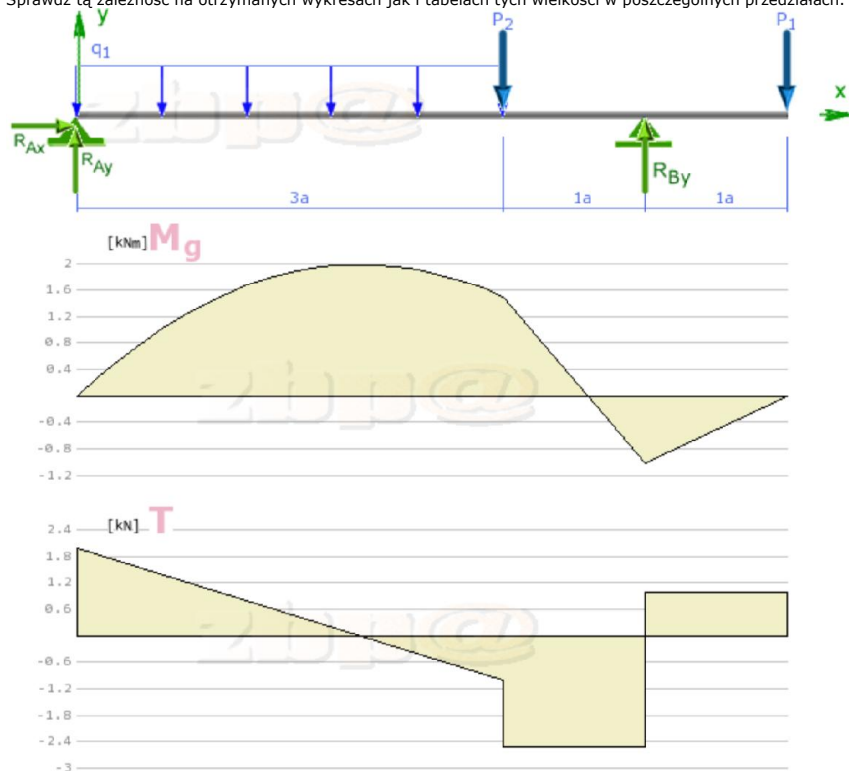 Sprawdź tą zależność na otrzymanych wykresach jak i tabelach tych wielkości w poszczególnych przedziałach.
y
P2
P1
q1
x
RAx
RAy
RBy
3a
1a
1a
[kNm] Mg
2
1.6
1.2
0.8
0.4
-0.4
-0.8
-1.2
zbp@
[kN] T
2.4
1.8
1.2
0.6
-0.6
-1.2
-1.8
-2.4
-3